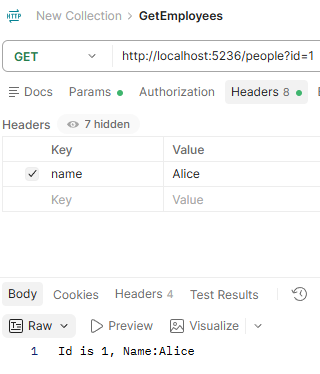 HTTP New Collection > GetEmployees
GET http://localhost:5236/people?id=1
Docs Params Authorization Headers 8
Headers 7 hidden
Key Value
name Alice
Key Value
Body Cookies Headers 4 Test Results
Raw Preview Visualize
1 Id is 1, Name:Alice